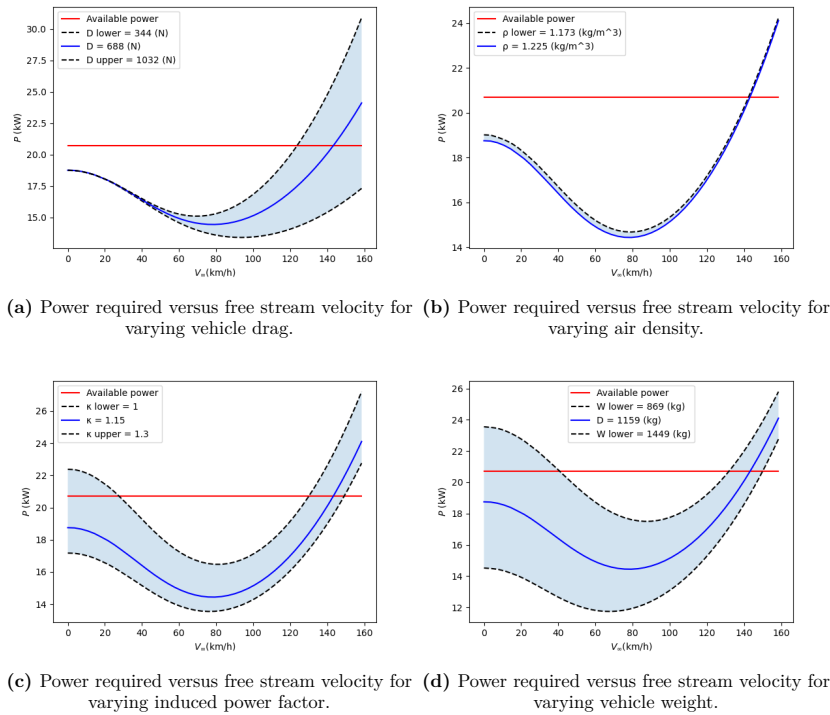 Available power
D lower = 344 (N)
D = 688 (N)
D upper = 1032 (N)
30.0
27.5
25.0
22.5
20.0
17.5
15.0
P (kW)
0 20 40 60 80 100 120 140 160
V∞(km/h)
(a) Power required versus free stream velocity for
varying vehicle drag.
Available power
ρ lower = 1.173 (kg/m^3)
ρ = 1.225 (kg/m^3)
24
22
20
18
16
14
P (kW)
0 20 40 60 80 100 120 140 160
V∞(km/h)
(b) Power required versus free stream velocity for
varying air density.
Available power
κ lower = 1
κ = 1.15
κ upper = 1.3
26
24
22
20
18
16
14
P (kW)
0 20 40 60 80 100 120 140 160
V∞(km/h)
(c) Power required versus free stream velocity for
varying induced power factor.
Available power
W lower = 869 (kg)
D = 1159 (kg)
W lower = 1449 (kg)
26
24
22
20
18
16
14
12
P (kW)
0 20 40 60 80 100 120 140 160
V∞(km/h)
(d) Power required versus free stream velocity for
varying vehicle weight.